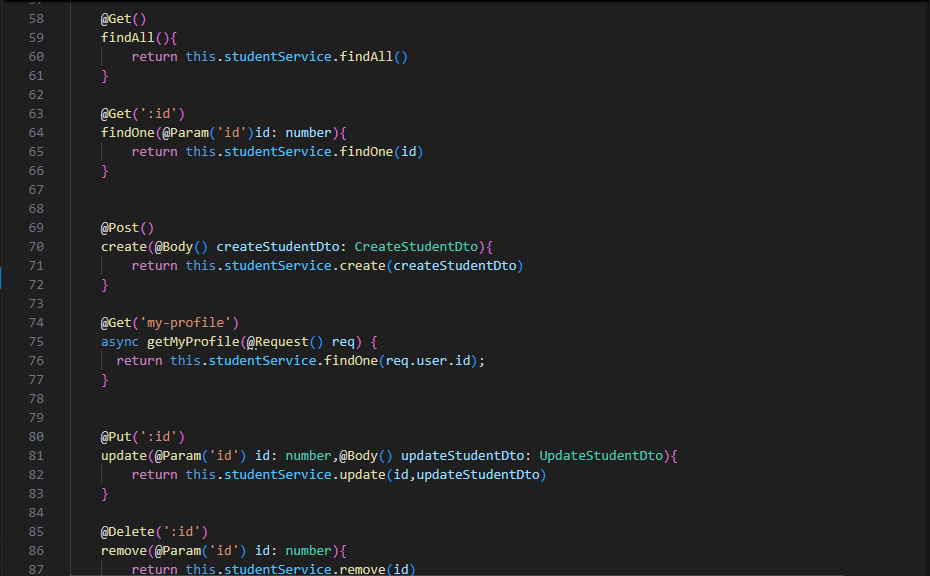 58 @Get()
59 findAll(){
60 return this.studentService.findAll()
61 }
62
63 @Get(':id')
64 findOne(@Param('id')id: number){
65 return this.studentService.findOne(id)
66 }
67
68
69 @Post()
70 create(@Body() createStudentDto: CreateStudentDto){
71 return this.studentService.create(createStudentDto)
72 }
73
74 @Get('my-profile')
75 async getMyProfile(@Request() req) {
76 return this.studentService.findOne(req.user.id);
77 }
78
79
80 @Put(':id')
81 update(@Param('id') id: number,@Body() updateStudentDto: UpdateStudentDto){
82 return this.studentService.update(id,updateStudentDto)
83 }
84
85 @Delete(':id')
86 remove(@Param('id') id: number){
87 return this.studentService.remove(id)